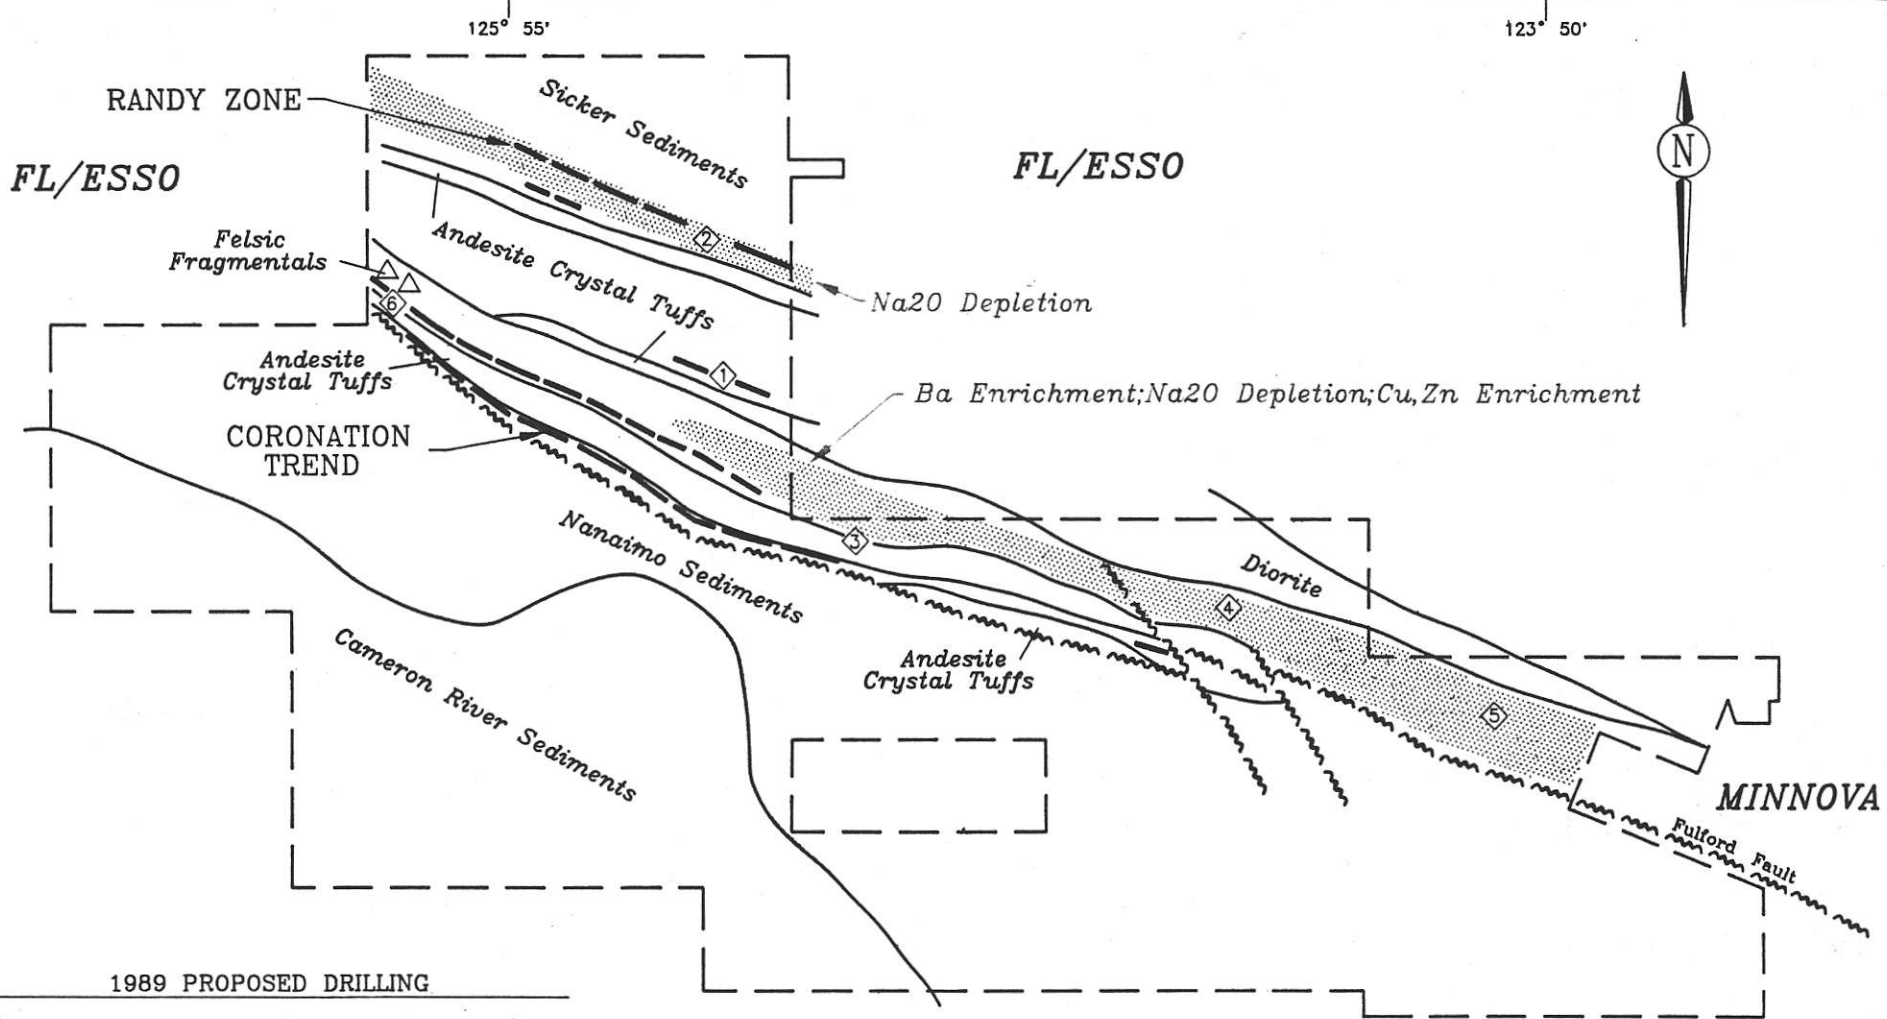 125° 55'
123° 50'
RANDY ZONE
Sicker Sediments
N
FL/ESSO
FL/ESSO
Felsic
Fragmentals
Andesite Crystal Tuffs
2
Na20 Depletion
6
Andesite
Crystal Tuffs
1
Ba Enrichment;Na20 Depletion;Cu,Zn Enrichment
CORONATION
TREND
Nanaimo Sediments
3
Diorite
4
Cameron River Sediments
Andesite
Crystal Tuffs
5
MINNOVA
Fulford Fault
1989 PROPOSED DRILLING